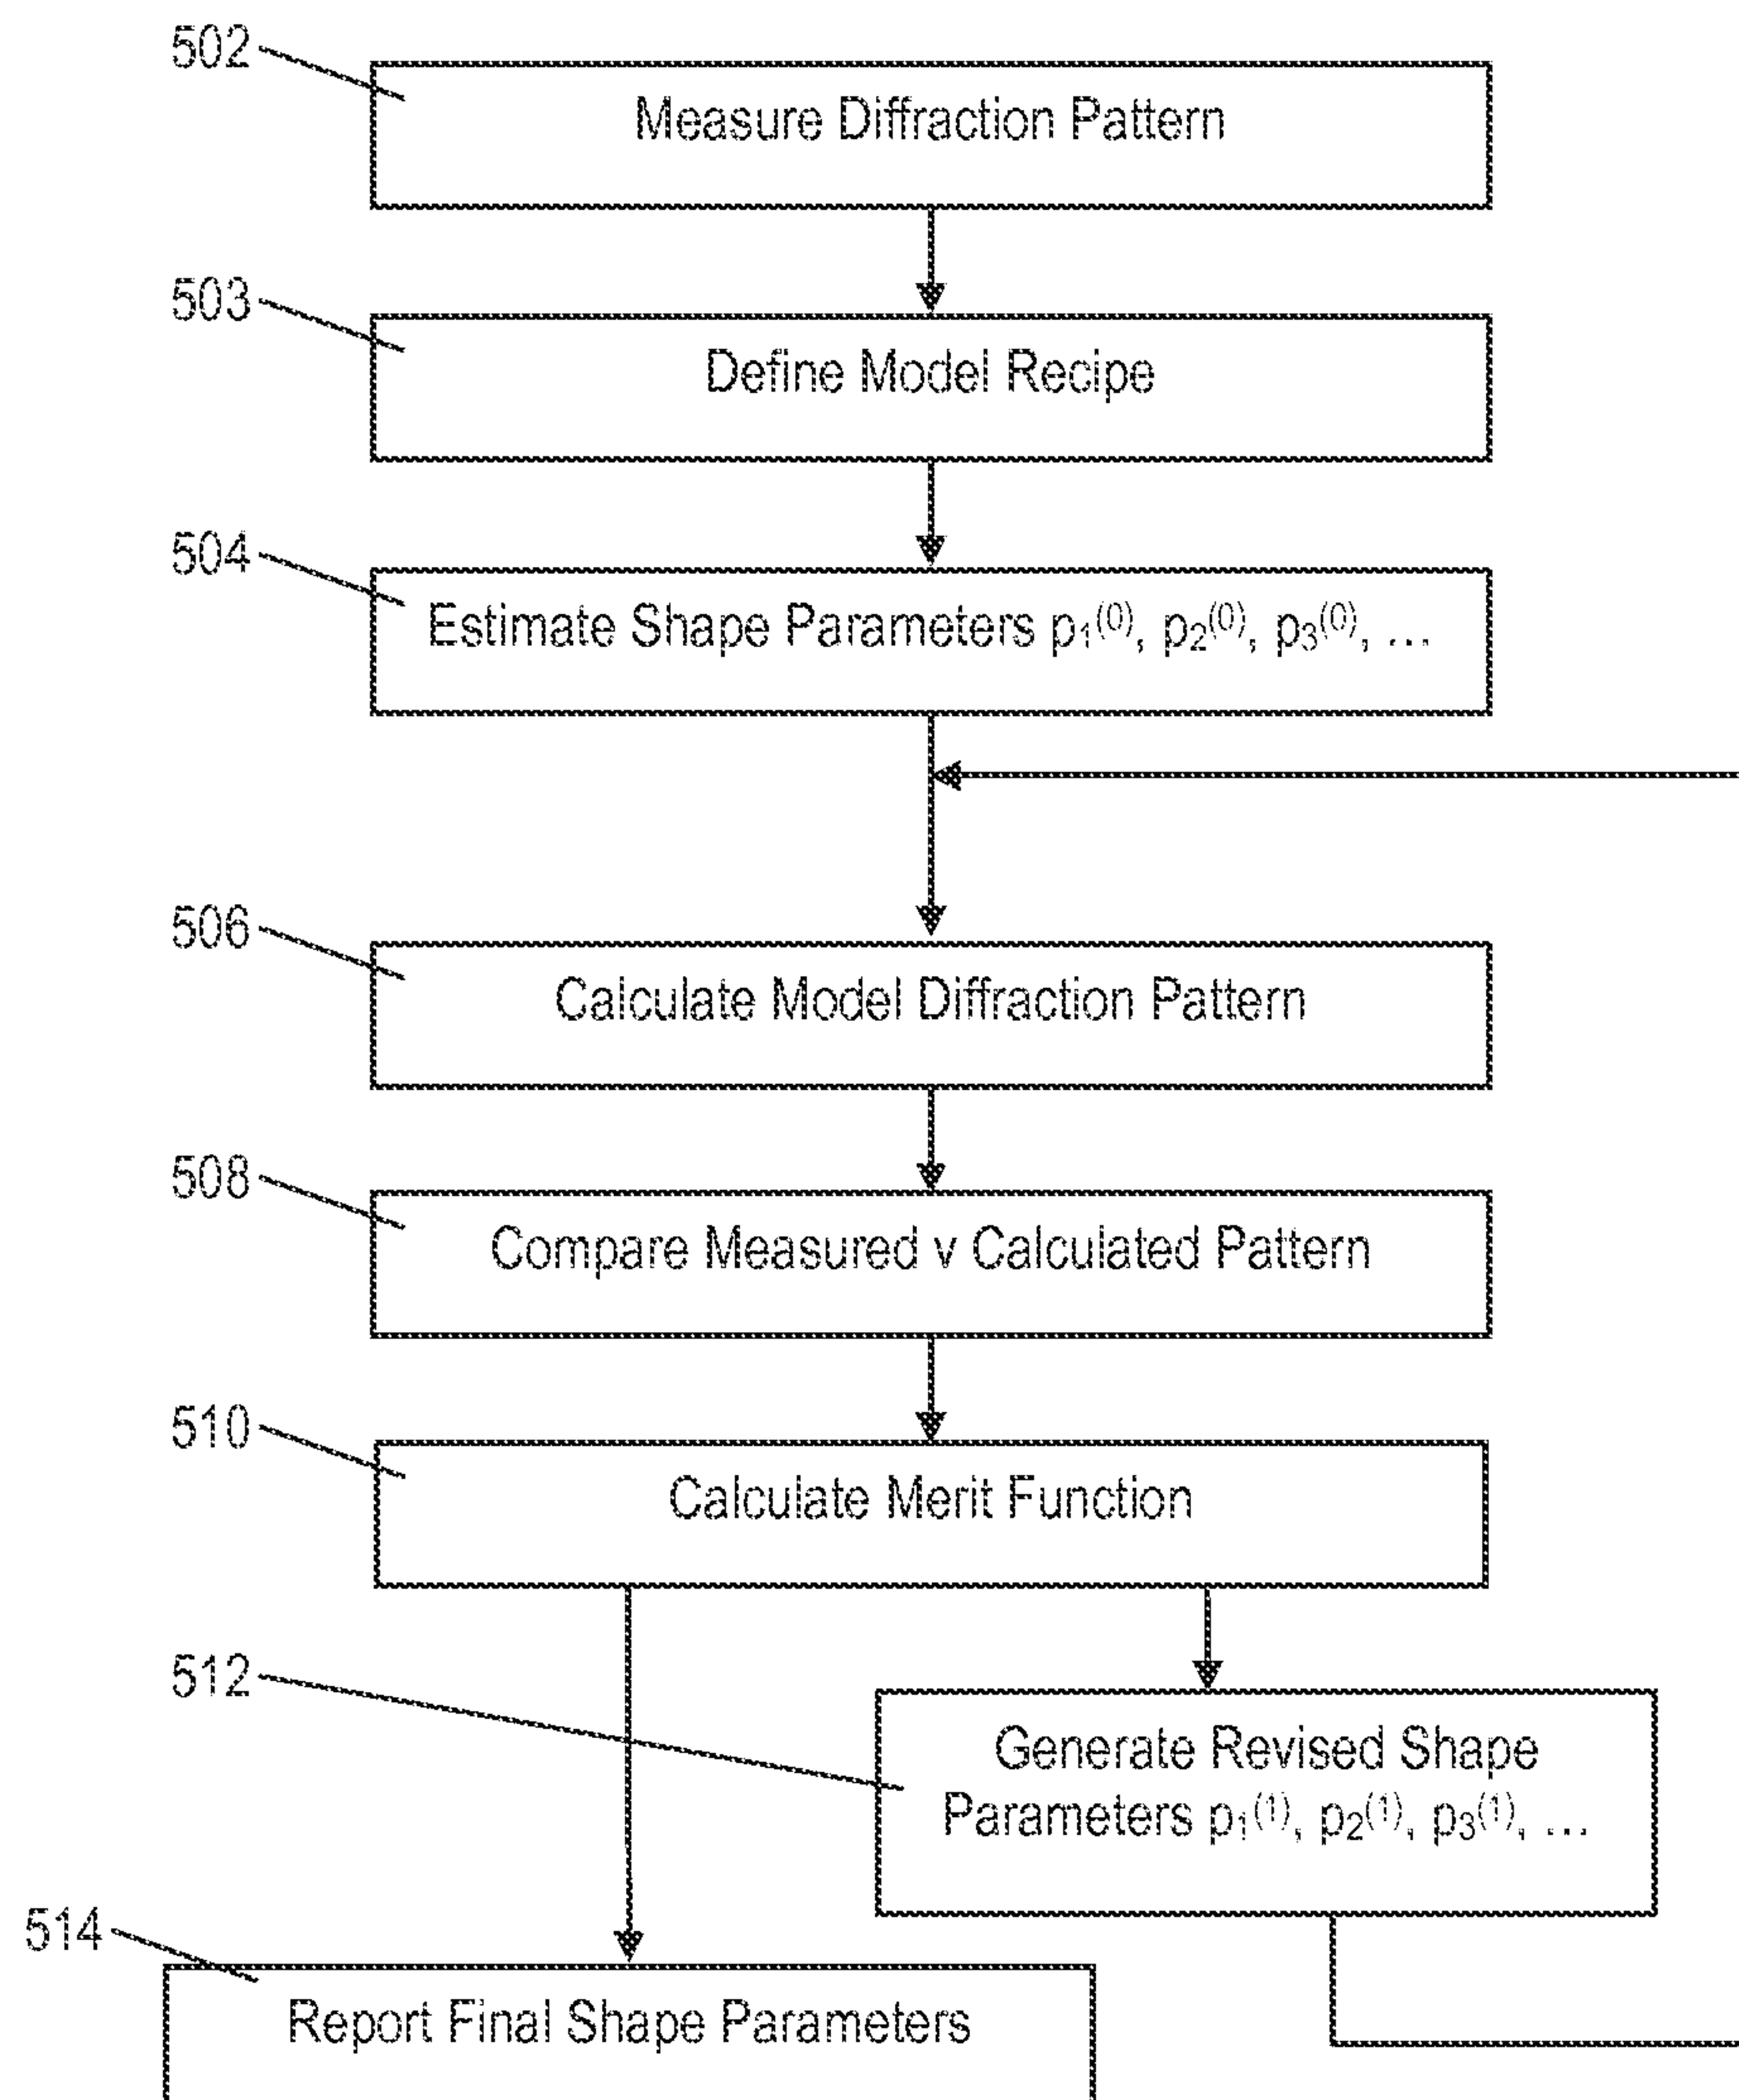 502
Measure Diffraction Pattern
503
Define Model Recipe
504
Estimate Shape Parameters p₁⁽⁰⁾, p₂⁽⁰⁾, p₃⁽⁰⁾, ...
506
Calculate Model Diffraction Pattern
508
Compare Measured v Calculated Pattern
510
Calculate Merit Function
512
Generate Revised Shape
Parameters p₁⁽¹⁾, p₂⁽¹⁾, p₃⁽¹⁾, ...
514
Report Final Shape Parameters